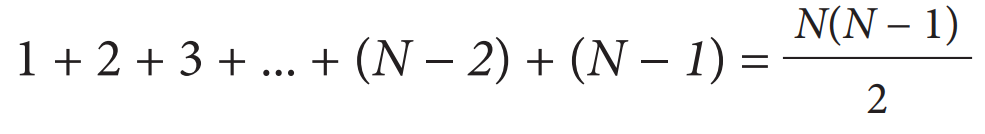 1 + 2 + 3 + ... + (N − 2) + (N − 1) = N(N − 1) / 2